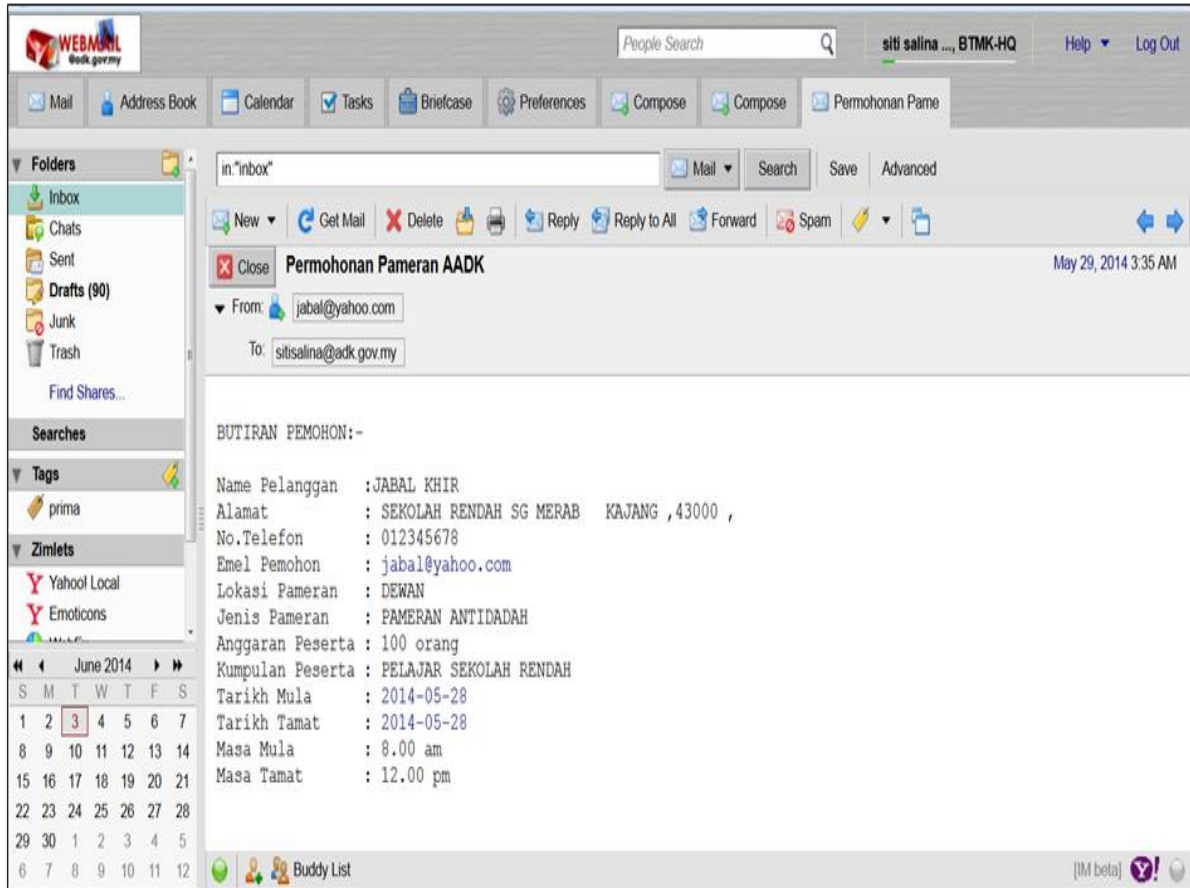 WEBMAIL
@adk.gov.my
People Search
siti salina ..., BTMK-HQ
Help
Log Out
Mail
Address Book
Calendar
Tasks
Briefcase
Preferences
Compose
Compose
Permohonan Pame
Folders
Inbox
Chats
Sent
Drafts (90)
Junk
Trash
Find Shares...
Searches
Tags
prima
Zimlets
Yahoo! Local
Emoticons
June 2014
S M T W T F S
1 2 3 4 5 6 7
8 9 10 11 12 13 14
15 16 17 18 19 20 21
22 23 24 25 26 27 28
29 30 1 2 3 4 5
6 7 8 9 10 11 12
in:"inbox"
Mail
Search
Save
Advanced
New
Get Mail
Delete
Reply
Reply to All
Forward
Spam
Close
Permohonan Pameran AADK
May 29, 2014 3:35 AM
From: jabal@yahoo.com
To: sitisalina@adk.gov.my
BUTIRAN PEMOHON:-
Name Pelanggan :JABAL KHIR
Alamat : SEKOLAH RENDAH SG MERAB KAJANG ,43000 ,
No.Telefon : 012345678
Emel Pemohon : jabal@yahoo.com
Lokasi Pameran : DEWAN
Jenis Pameran : PAMERAN ANTIDADAH
Anggaran Peserta : 100 orang
Kumpulan Peserta : PELAJAR SEKOLAH RENDAH
Tarikh Mula : 2014-05-28
Tarikh Tamat : 2014-05-28
Masa Mula : 8.00 am
Masa Tamat : 12.00 pm
Buddy List
[IM beta] Y!